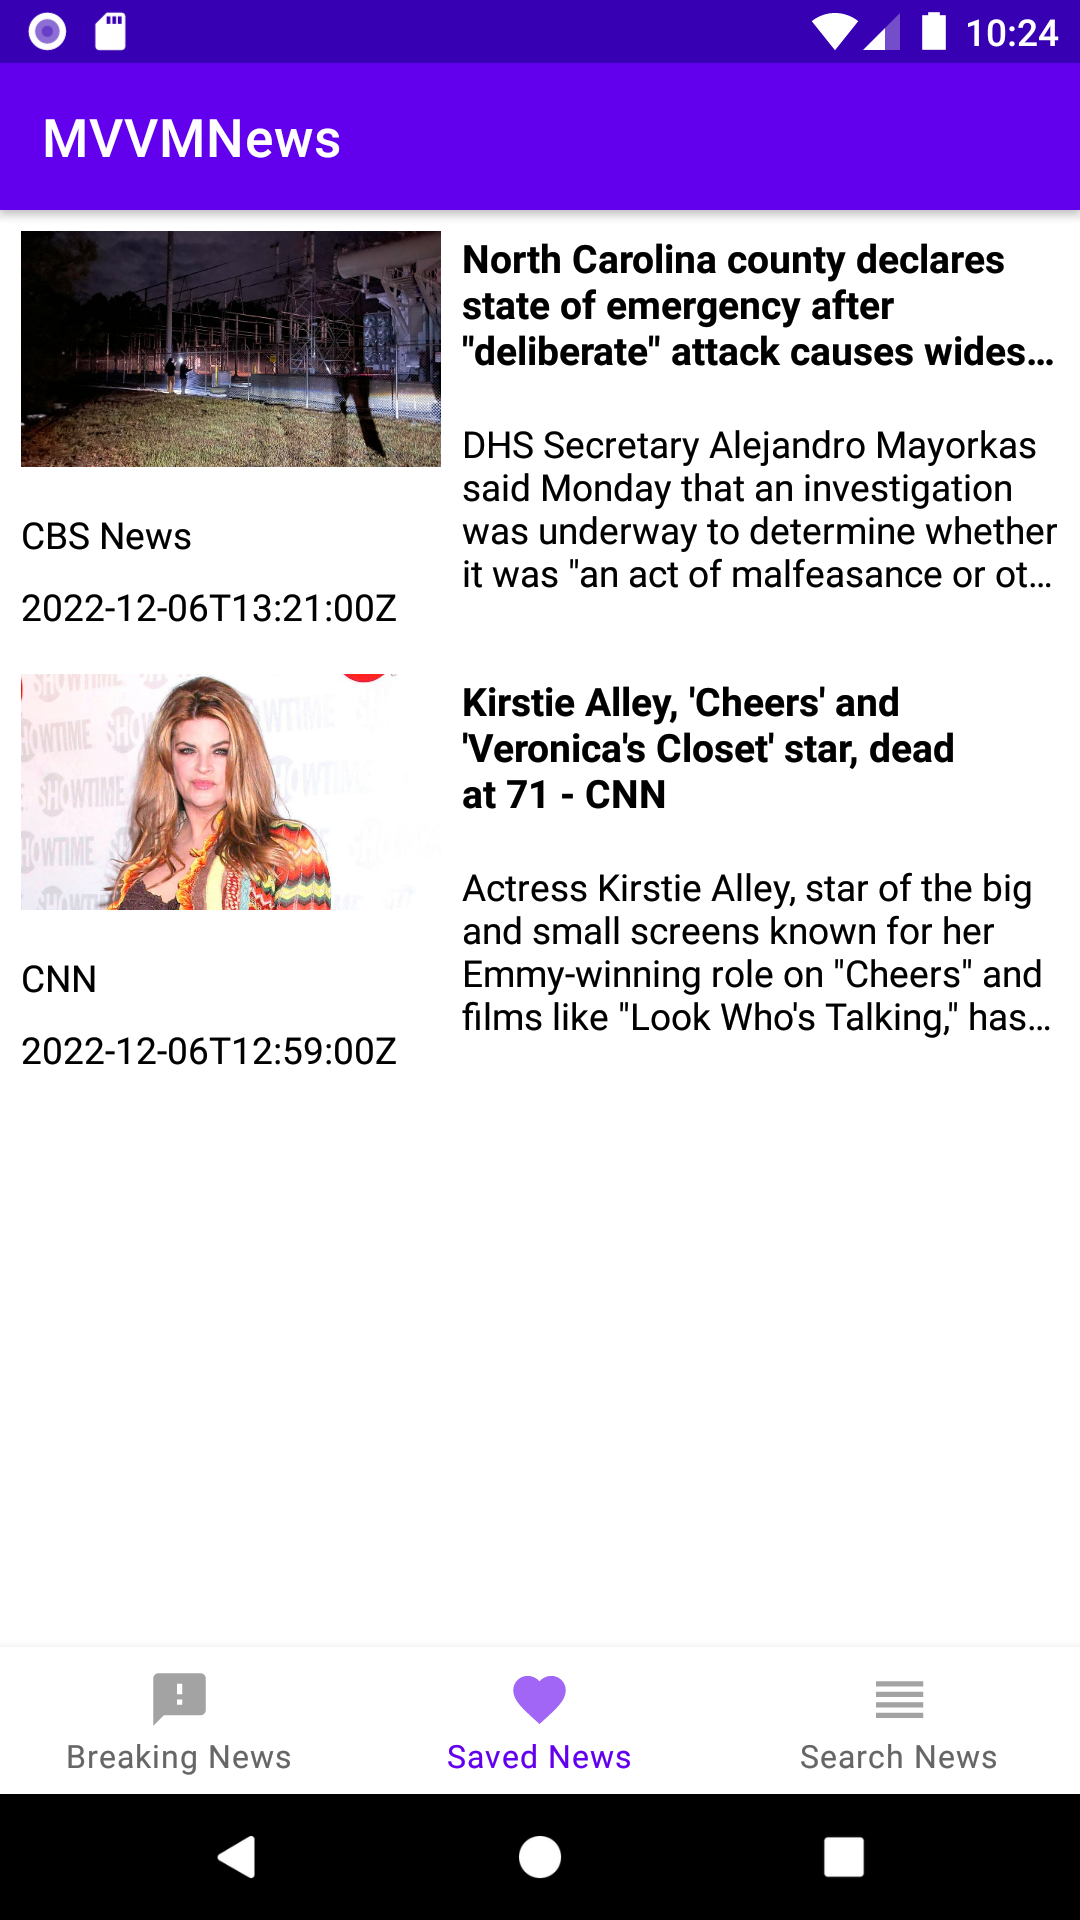 10:24
MVVMNews
North Carolina county declares
state of emergency after
"deliberate" attack causes wides...
DHS Secretary Alejandro Mayorkas
said Monday that an investigation
was underway to determine whether
it was "an act of malfeasance or ot...
CBS News
2022-12-06T13:21:00Z
SHOWTIME
SHOWTIME
SHOWTIME
Kirstie Alley, 'Cheers' and
'Veronica's Closet' star, dead
at 71 - CNN
Actress Kirstie Alley, star of the big
and small screens known for her
Emmy-winning role on "Cheers" and
films like "Look Who's Talking," has...
CNN
2022-12-06T12:59:00Z
Breaking News
Saved News
Search News